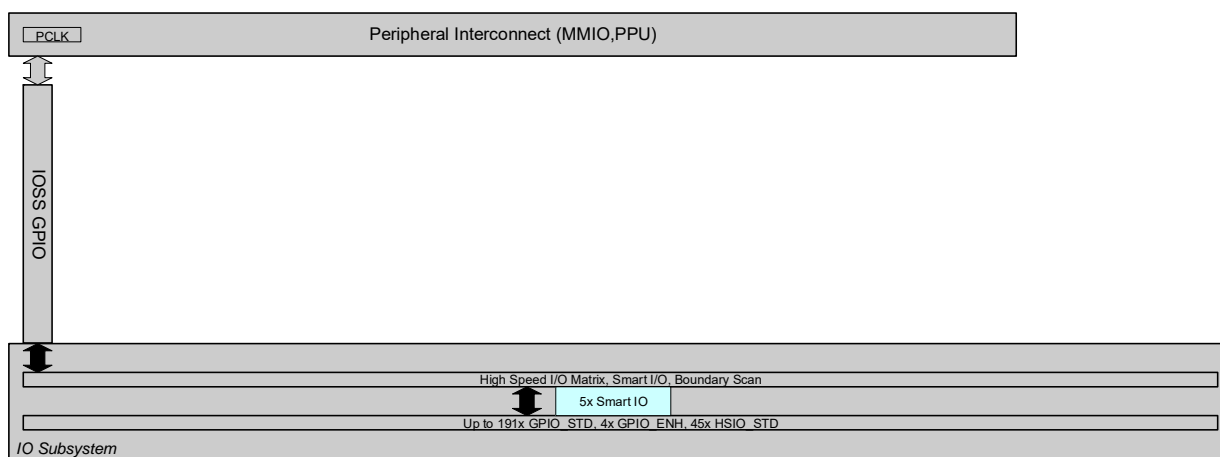 PCLK
Peripheral Interconnect (MMIO,PPU)
IOSS GPIO
High Speed I/O Matrix, Smart I/O, Boundary Scan
5x Smart IO
Up to 191x GPIO_STD, 4x GPIO_ENH, 45x HSIO_STD
IO Subsystem